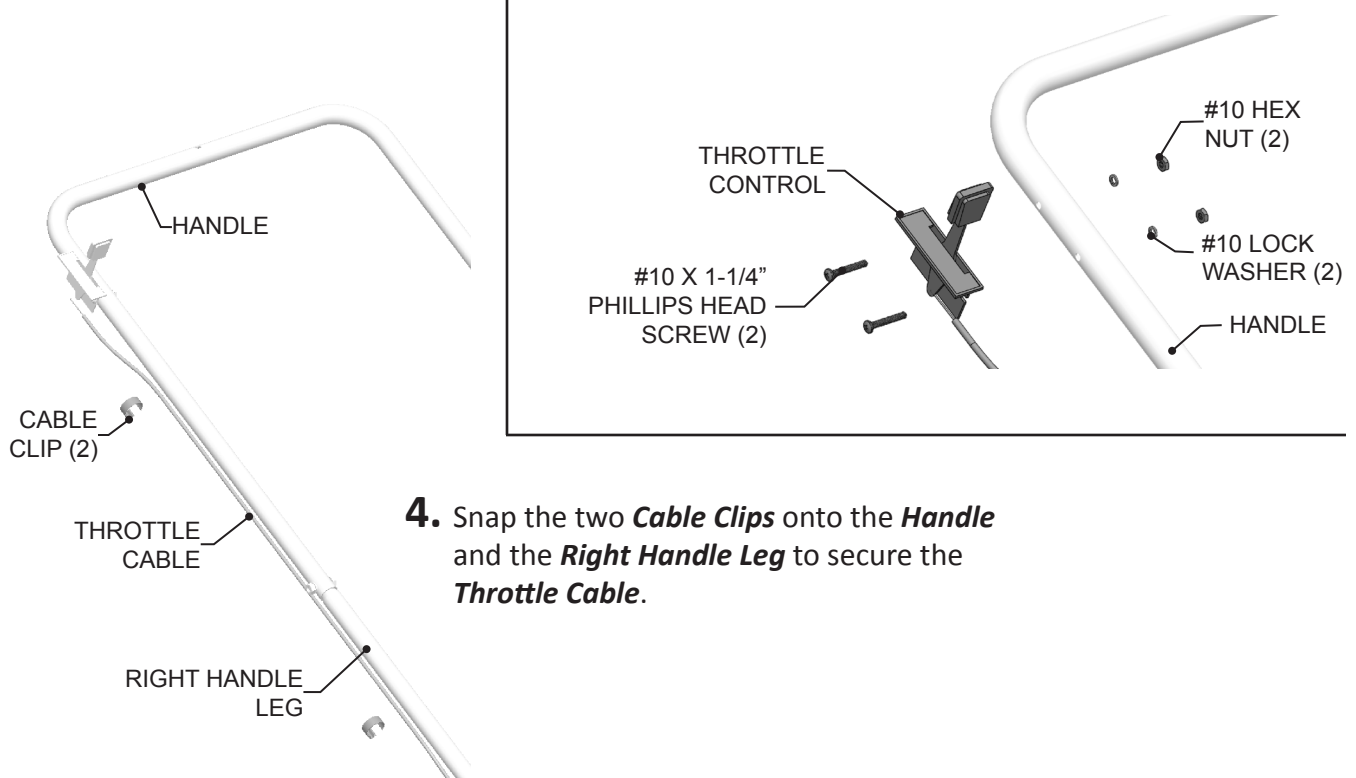 HANDLE
CABLE
CLIP (2)
THROTTLE
CABLE
RIGHT HANDLE
LEG
THROTTLE
CONTROL
#10 X 1-1/4”
PHILLIPS HEAD
SCREW (2)
#10 HEX
NUT (2)
#10 LOCK
WASHER (2)
HANDLE
4. Snap the two Cable Clips onto the Handle
and the Right Handle Leg to secure the
Throttle Cable.